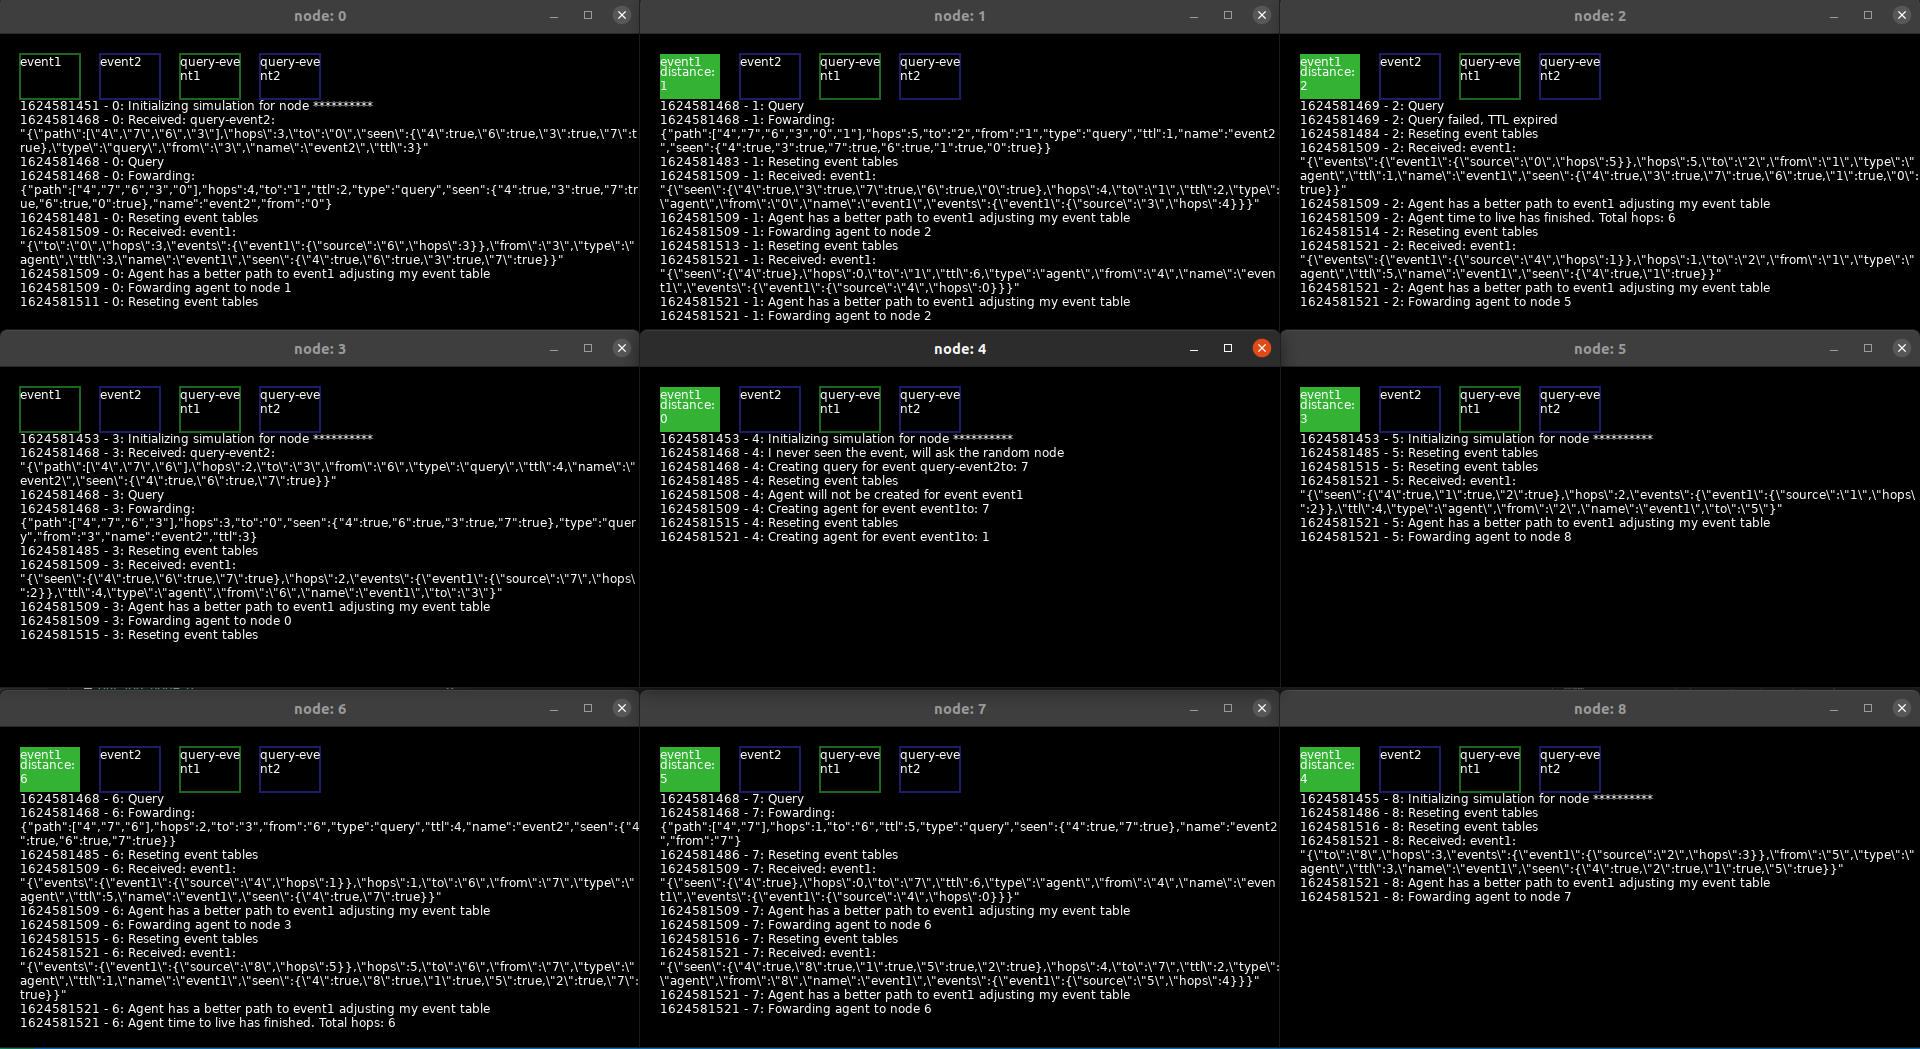 node: 0
event1
event2
query-eve
nt1
query-eve
nt2
1624581451 - 0: Initializing simulation for node **********
1624581468 - 0: Received: query-event2:
"{\"path\":[\"4\",\"7\",\"6\",\"3\"],\"hops\":3,\"to\":\"0\",\"seen\":{\"4\":true,\"6\":true,\"3\":true,\"7\":t
rue},\"type\":\"query\",\"from\":\"3\",\"name\":\"event2\",\"ttl\":3}"
1624581468 - 0: Query
1624581468 - 0: Fowarding:
{"path":["4","7","6","3","0"],"hops":4,"to":"1","ttl":2,"type":"query","seen":{"4":true,"3":true,"7":tr
ue,"6":true,"0":true},"name":"event2","from":"0"}
1624581481 - 0: Reseting event tables
1624581509 - 0: Received: event1:
"{\"to\":\"0\",\"hops\":3,\"events\":{\"event1\":{\"source\":\"6\",\"hops\":3}},\"from\":\"3\",\"type\":\"
agent\",\"ttl\":3,\"name\":\"event1\",\"seen\":{\"4\":true,\"6\":true,\"3\":true,\"7\":true}}"
1624581509 - 0: Agent has a better path to event1 adjusting my event table
1624581509 - 0: Fowarding agent to node 1
1624581511 - 0: Reseting event tables
node: 1
event1
distance:
1
event2
query-eve
nt1
query-eve
nt2
1624581468 - 1: Query
1624581468 - 1: Fowarding:
{"path":["4","7","6","3","0","1"],"hops":5,"to":"2","from":"1","type":"query","ttl":1,"name":"event2
","seen":{"4":true,"3":true,"7":true,"6":true,"1":true,"0":true}}
1624581483 - 1: Reseting event tables
1624581509 - 1: Received: event1:
"{\"seen\":{\"4\":true,\"3\":true,\"7\":true,\"6\":true,\"0\":true},\"hops\":4,\"to\":\"1\",\"ttl\":2,\"type\":
\"agent\",\"from\":\"0\",\"name\":\"event1\",\"events\":{\"event1\":{\"source\":\"3\",\"hops\":4}}}"
1624581509 - 1: Agent has a better path to event1 adjusting my event table
1624581509 - 1: Fowarding agent to node 2
1624581513 - 1: Reseting event tables
1624581521 - 1: Received: event1:
"{\"seen\":{\"4\":true},\"hops\":0,\"to\":\"1\",\"ttl\":6,\"type\":\"agent\",\"from\":\"4\",\"name\":\"even
t1\",\"events\":{\"event1\":{\"source\":\"4\",\"hops\":0}}}"
1624581521 - 1: Agent has a better path to event1 adjusting my event table
1624581521 - 1: Fowarding agent to node 2
node: 2
event1
distance:
2
event2
query-eve
nt1
query-eve
nt2
1624581469 - 2: Query
1624581469 - 2: Query failed, TTL expired
1624581484 - 2: Reseting event tables
1624581509 - 2: Received: event1:
"{\"events\":{\"event1\":{\"source\":\"0\",\"hops\":5}},\"hops\":5,\"to\":\"2\",\"from\":\"1\",\"type\":\"
agent\",\"ttl\":1,\"name\":\"event1\",\"seen\":{\"4\":true,\"3\":true,\"7\":true,\"6\":true,\"1\":true,\"0\":
true}}"
1624581509 - 2: Agent has a better path to event1 adjusting my event table
1624581509 - 2: Agent time to live has finished. Total hops: 6
1624581514 - 2: Reseting event tables
1624581521 - 2: Received: event1:
"{\"events\":{\"event1\":{\"source\":\"4\",\"hops\":1}},\"hops\":1,\"to\":\"2\",\"from\":\"1\",\"type\":\"
agent\",\"ttl\":5,\"name\":\"event1\",\"seen\":{\"4\":true,\"1\":true}}"
1624581521 - 2: Agent has a better path to event1 adjusting my event table
1624581521 - 2: Fowarding agent to node 5
node: 3
event1
event2
query-eve
nt1
query-eve
nt2
1624581453 - 3: Initializing simulation for node **********
1624581468 - 3: Received: query-event2:
"{\"path\":[\"4\",\"7\",\"6\"],\"hops\":2,\"to\":\"3\",\"from\":\"6\",\"type\":\"query\",\"ttl\":4,\"name\":\"
event2\",\"seen\":{\"4\":true,\"6\":true,\"7\":true}}"
1624581468 - 3: Query
1624581468 - 3: Fowarding:
{"path":["4","7","6","3"],"hops":3,"to":"0","seen":{"4":true,"6":true,"3":true,"7":true},"type":"quer
y","from":"3","name":"event2","ttl":3}
1624581485 - 3: Reseting event tables
1624581509 - 3: Received: event1:
"{\"seen\":{\"4\":true,\"6\":true,\"7\":true},\"hops\":2,\"events\":{\"event1\":{\"source\":\"7\",\"hops\
":2}},\"ttl\":4,\"type\":\"agent\",\"from\":\"6\",\"name\":\"event1\",\"to\":\"3\"}"
1624581509 - 3: Agent has a better path to event1 adjusting my event table
1624581509 - 3: Fowarding agent to node 0
1624581515 - 3: Reseting event tables
node: 4
event1
distance:
0
event2
query-eve
nt1
query-eve
nt2
1624581453 - 4: Initializing simulation for node **********
1624581468 - 4: I never seen the event, will ask the random node
1624581468 - 4: Creating query for event query-event2to: 7
1624581485 - 4: Reseting event tables
1624581508 - 4: Agent will not be created for event event1
1624581509 - 4: Creating agent for event event1to: 7
1624581515 - 4: Reseting event tables
1624581521 - 4: Creating agent for event event1to: 1
node: 5
event1
distance:
3
event2
query-eve
nt1
query-eve
nt2
1624581453 - 5: Initializing simulation for node **********
1624581485 - 5: Reseting event tables
1624581515 - 5: Reseting event tables
1624581521 - 5: Received: event1:
"{\"seen\":{\"4\":true,\"1\":true,\"2\":true},\"hops\":2,\"events\":{\"event1\":{\"source\":\"1\",\"hops\
":2}},\"ttl\":4,\"type\":\"agent\",\"from\":\"2\",\"name\":\"event1\",\"to\":\"5\"}"
1624581521 - 5: Agent has a better path to event1 adjusting my event table
1624581521 - 5: Fowarding agent to node 8
node: 6
event1
distance:
6
event2
query-eve
nt1
query-eve
nt2
1624581468 - 6: Query
1624581468 - 6: Fowarding:
{"path":["4","7","6"],"hops":2,"to":"3","from":"6","type":"query","ttl":4,"name":"event2","seen":{"4
":true,"6":true,"7":true}}
1624581485 - 6: Reseting event tables
1624581509 - 6: Received: event1:
"{\"events\":{\"event1\":{\"source\":\"4\",\"hops\":1}},\"hops\":1,\"to\":\"6\",\"from\":\"7\",\"type\":\"
agent\",\"ttl\":5,\"name\":\"event1\",\"seen\":{\"4\":true,\"7\":true}}"
1624581509 - 6: Agent has a better path to event1 adjusting my event table
1624581509 - 6: Fowarding agent to node 3
1624581515 - 6: Reseting event tables
1624581521 - 6: Received: event1:
"{\"events\":{\"event1\":{\"source\":\"8\",\"hops\":5}},\"hops\":5,\"to\":\"6\",\"from\":\"7\",\"type\":\"
agent\",\"ttl\":1,\"name\":\"event1\",\"seen\":{\"4\":true,\"8\":true,\"1\":true,\"5\":true,\"2\":true,\"7\":
true}}"
1624581521 - 6: Agent has a better path to event1 adjusting my event table
1624581521 - 6: Agent time to live has finished. Total hops: 6
node: 7
event1
distance:
5
event2
query-eve
nt1
query-eve
nt2
1624581468 - 7: Query
1624581468 - 7: Fowarding:
{"path":["4","7"],"hops":1,"to":"6","ttl":5,"type":"query","seen":{"4":true,"7":true},"name":"event2
","from":"7"}
1624581486 - 7: Reseting event tables
1624581509 - 7: Received: event1:
"{\"seen\":{\"4\":true},\"hops\":0,\"to\":\"7\",\"ttl\":6,\"type\":\"agent\",\"from\":\"4\",\"name\":\"even
t1\",\"events\":{\"event1\":{\"source\":\"4\",\"hops\":0}}}"
1624581509 - 7: Agent has a better path to event1 adjusting my event table
1624581509 - 7: Fowarding agent to node 6
1624581516 - 7: Reseting event tables
1624581521 - 7: Received: event1:
"{\"seen\":{\"4\":true,\"8\":true,\"1\":true,\"5\":true,\"2\":true},\"hops\":4,\"to\":\"7\",\"ttl\":2,\"type\":
\"agent\",\"from\":\"8\",\"name\":\"event1\",\"events\":{\"event1\":{\"source\":\"5\",\"hops\":4}}}"
1624581521 - 7: Agent has a better path to event1 adjusting my event table
1624581521 - 7: Fowarding agent to node 6
node: 8
event1
distance:
4
event2
query-eve
nt1
query-eve
nt2
1624581455 - 8: Initializing simulation for node **********
1624581486 - 8: Reseting event tables
1624581516 - 8: Reseting event tables
1624581521 - 8: Received: event1:
"{\"to\":\"8\",\"hops\":3,\"events\":{\"event1\":{\"source\":\"2\",\"hops\":3}},\"from\":\"5\",\"type\":\"
agent\",\"ttl\":3,\"name\":\"event1\",\"seen\":{\"4\":true,\"2\":true,\"1\":true,\"5\":true}}"
1624581521 - 8: Agent has a better path to event1 adjusting my event table
1624581521 - 8: Fowarding agent to node 7